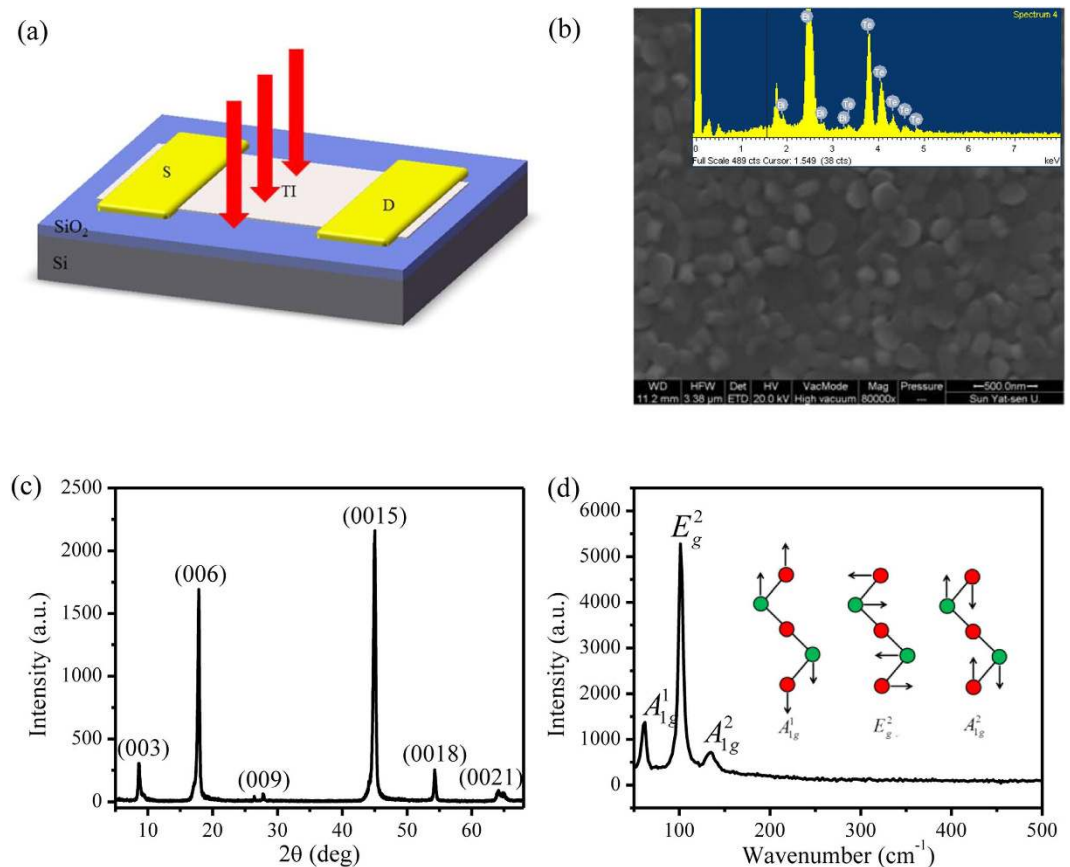 (a)
S
TI
D
SiO₂
Si
(b)
Spectrum 4
Bi
Te
Te
Bi
Bi
Te
Bi
Te
Te
Te
0 1 2 3 4 5 6 7
Full Scale 489 cts Cursor: 1.549 (38 cts) keV
WD HFW Det HV VacMode Mag Pressure 500.0nm
11.2 mm 3.38 µm ETD 20.0 kV High vacuum 80000x --- Sun Yat-sen U.
(c)
2500
2000
1500
1000
500
0
Intensity (a.u.)
(003)
(006)
(009)
(0015)
(0018)
(0021)
10 20 30 40 50 60
2θ (deg)
(d)
6000
5000
4000
3000
2000
1000
0
Intensity (a.u.)
A¹₁g
E²g
A²₁g
A¹₁g
E²g
A²₁g
100 200 300 400 500
Wavenumber (cm⁻¹)